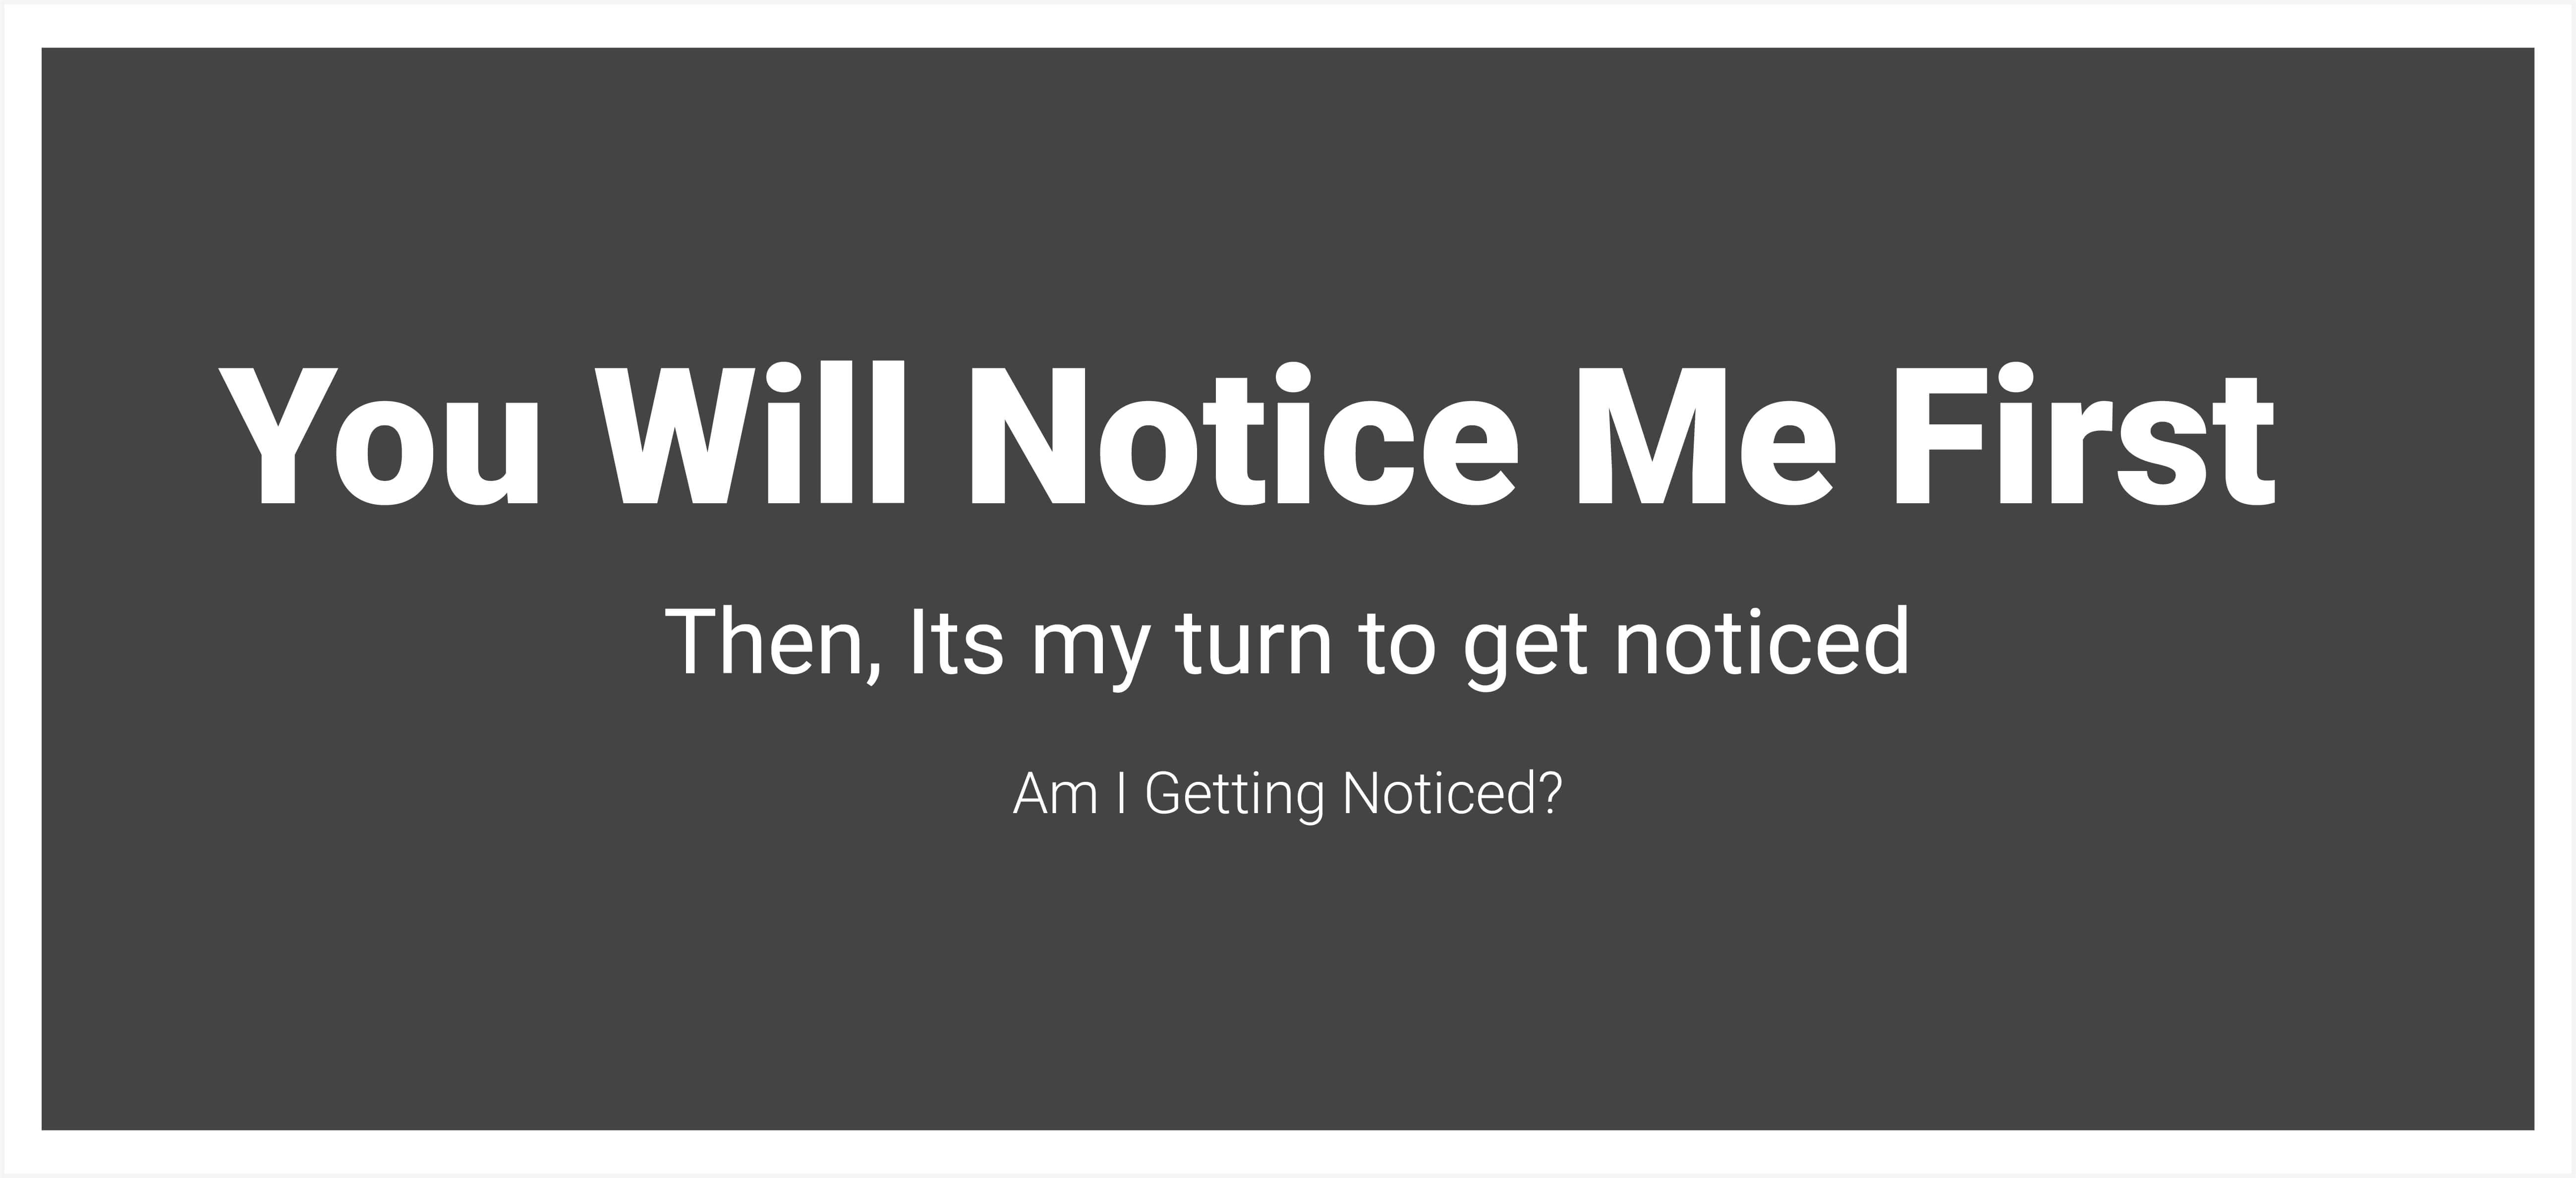 You Will Notice Me First
Then, Its my turn to get noticed
Am I Getting Noticed?